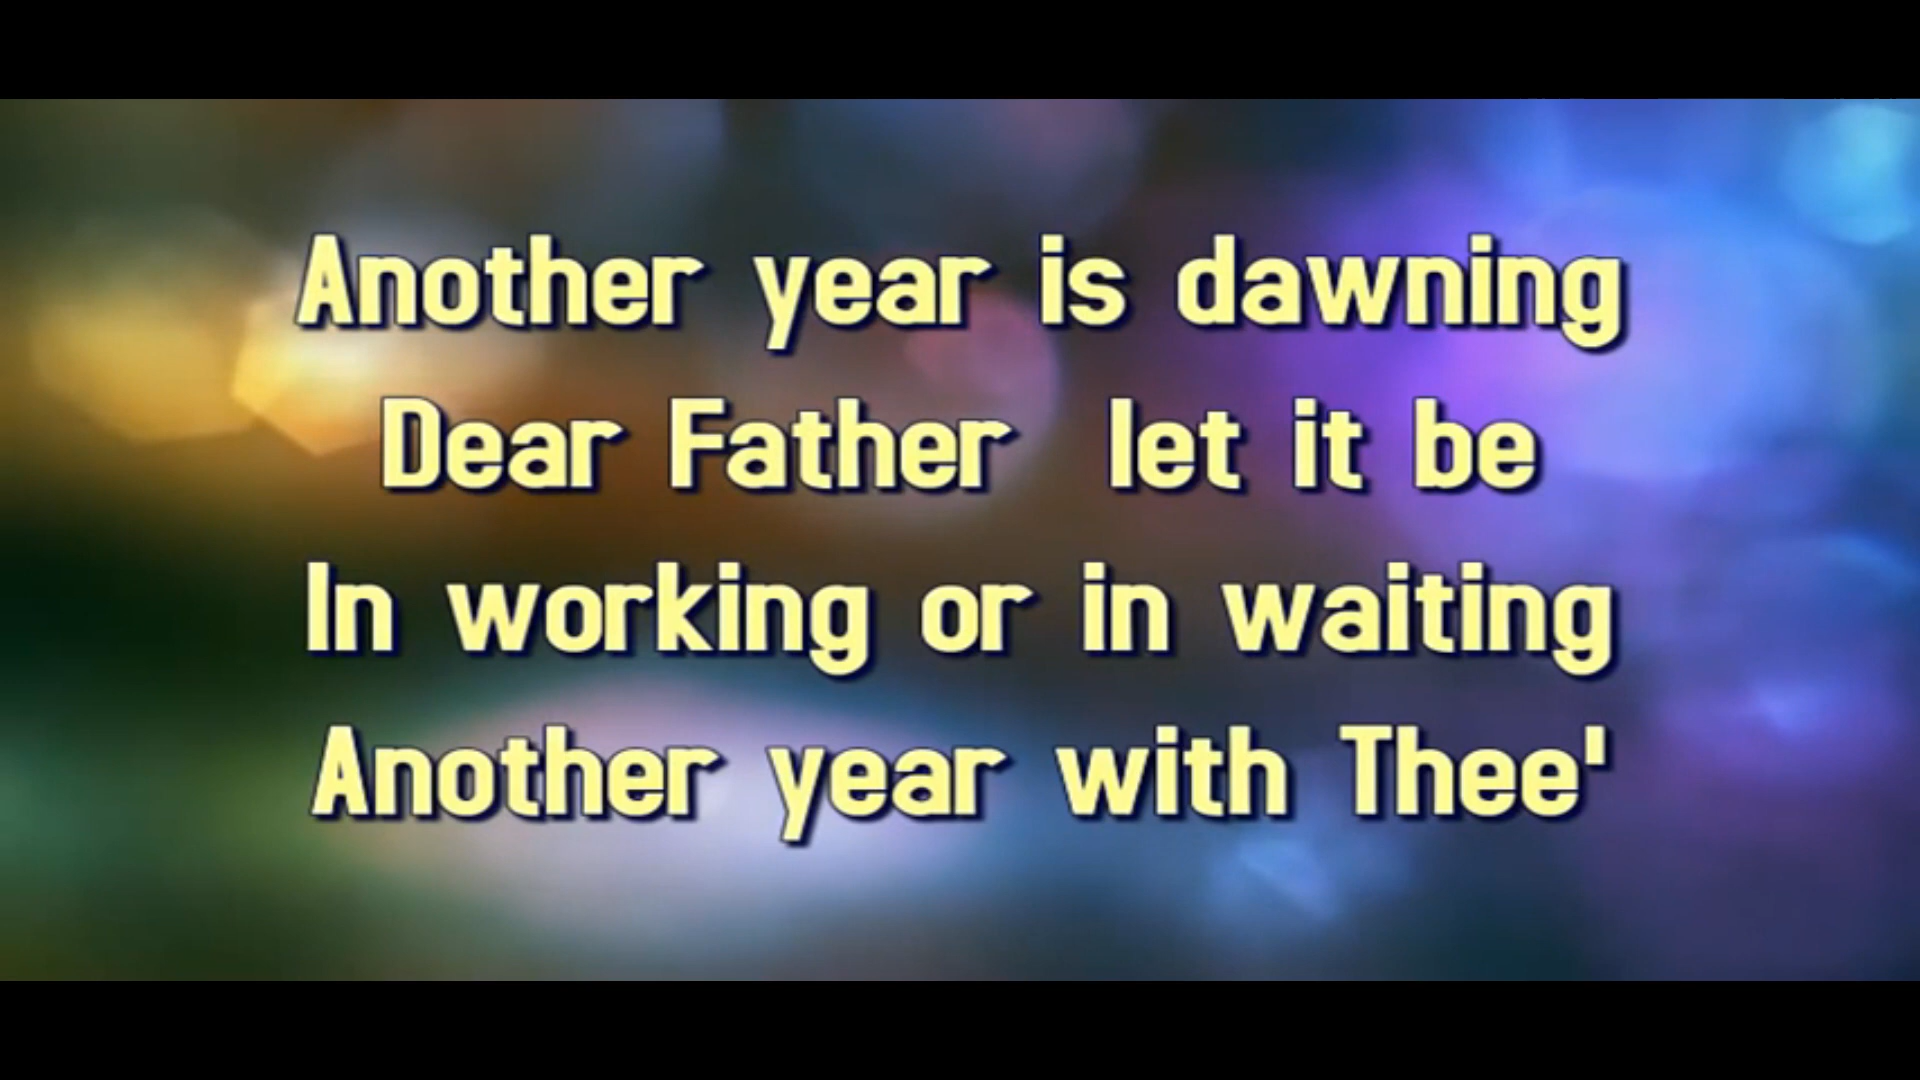 Another year is dawning
Dear Father let it be
In working or in waiting
Another year with Thee'